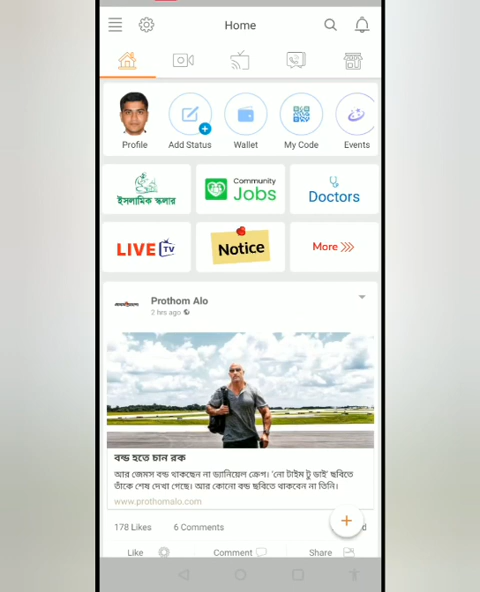 Home
Profile
Add Status
Wallet
My Code
Events
ইসলামিক স্কলার
Community
Jobs
Doctors
LIVE TV
Notice
More
Prothom Alo
2 hrs ago
বন্ড হতে চান রক
আর জেমস বন্ড থাকছেন না ড্যানিয়েল ক্রেগ। 'নো টাইম টু ডাই' ছবিতে
তাঁকে শেষ দেখা গেছে। আর কোনো বন্ড ছবিতে থাকবেন না তিনি।
www.prothomalo.com
178 Likes
6 Comments
Like
Comment
Share